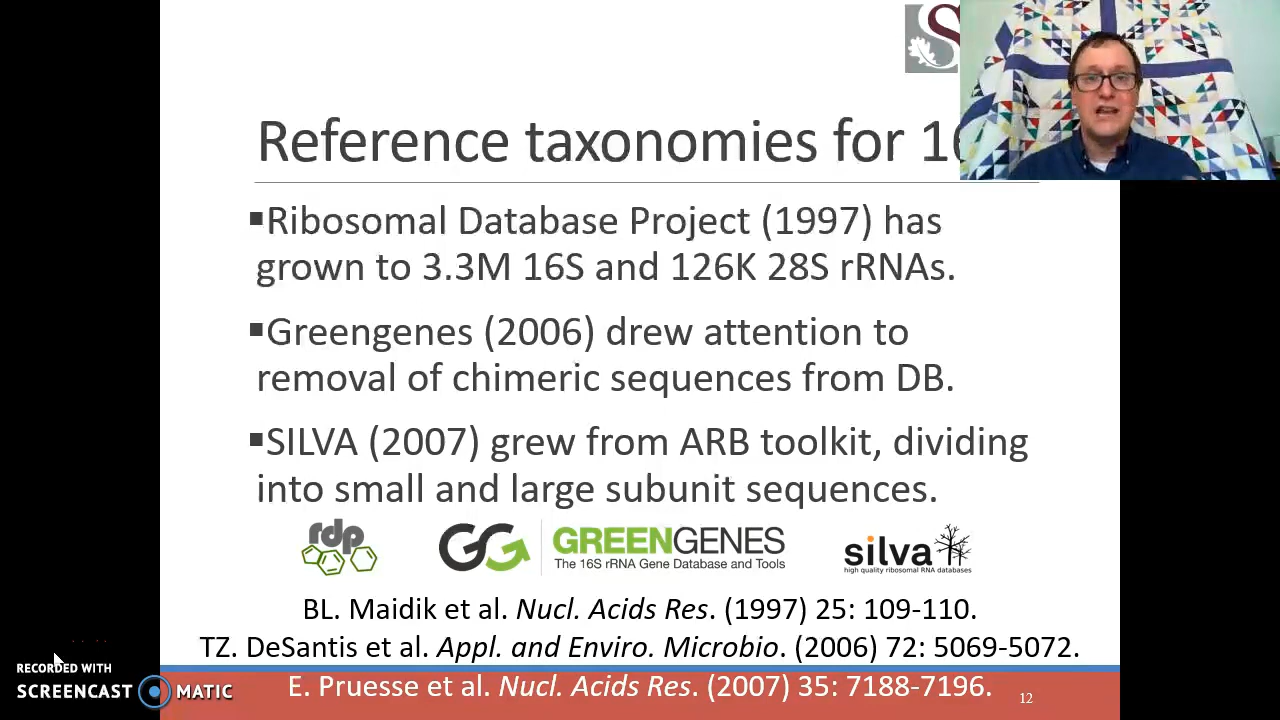 S
Reference taxonomies for 16
▪Ribosomal Database Project (1997) has
grown to 3.3M 16S and 126K 28S rRNAs.
▪Greengenes (2006) drew attention to
removal of chimeric sequences from DB.
▪SILVA (2007) grew from ARB toolkit, dividing
into small and large subunit sequences.
rdp
GG GREENGENES
The 16S rRNA Gene Database and Tools
silva
high quality ribosomal RNA databases
BL. Maidik et al. Nucl. Acids Res. (1997) 25: 109-110.
TZ. DeSantis et al. Appl. and Enviro. Microbio. (2006) 72: 5069-5072.
E. Pruesse et al. Nucl. Acids Res. (2007) 35: 7188-7196.
12
RECORDED WITH
SCREENCAST MATIC